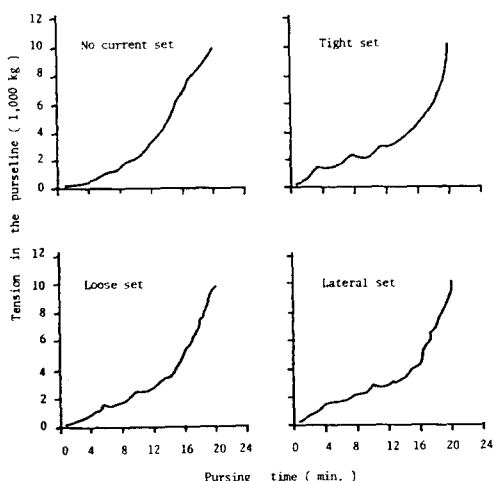 Tension in the purseline ( 1,000 kg )
12
10
8
6
4
2
0
No current set
Tight set
12
10
8
6
4
2
0
Loose set
Lateral set
0 4 8 12 16 20 24
0 4 8 12 16 20 24
Pursing time ( min. )